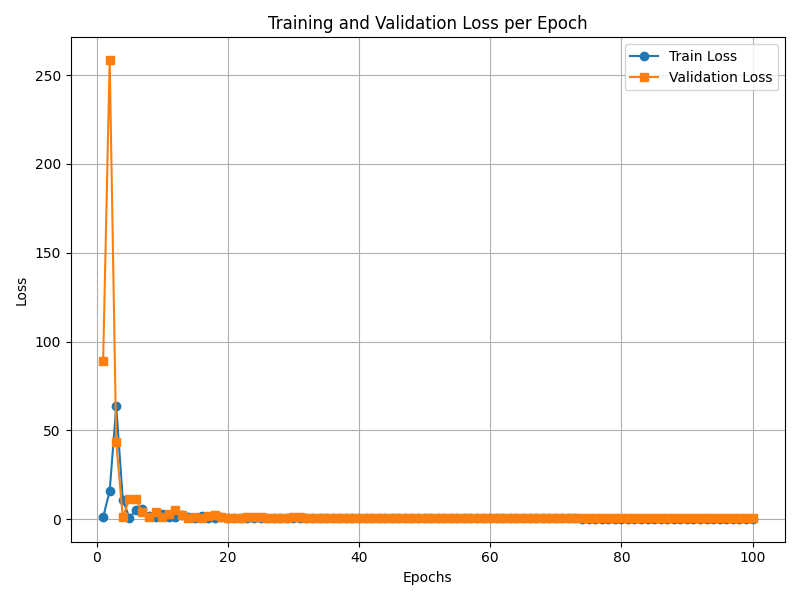 Training and Validation Loss per Epoch
Train Loss
Validation Loss
250
200
150
100
50
0
Loss
0 20 40 60 80 100
Epochs